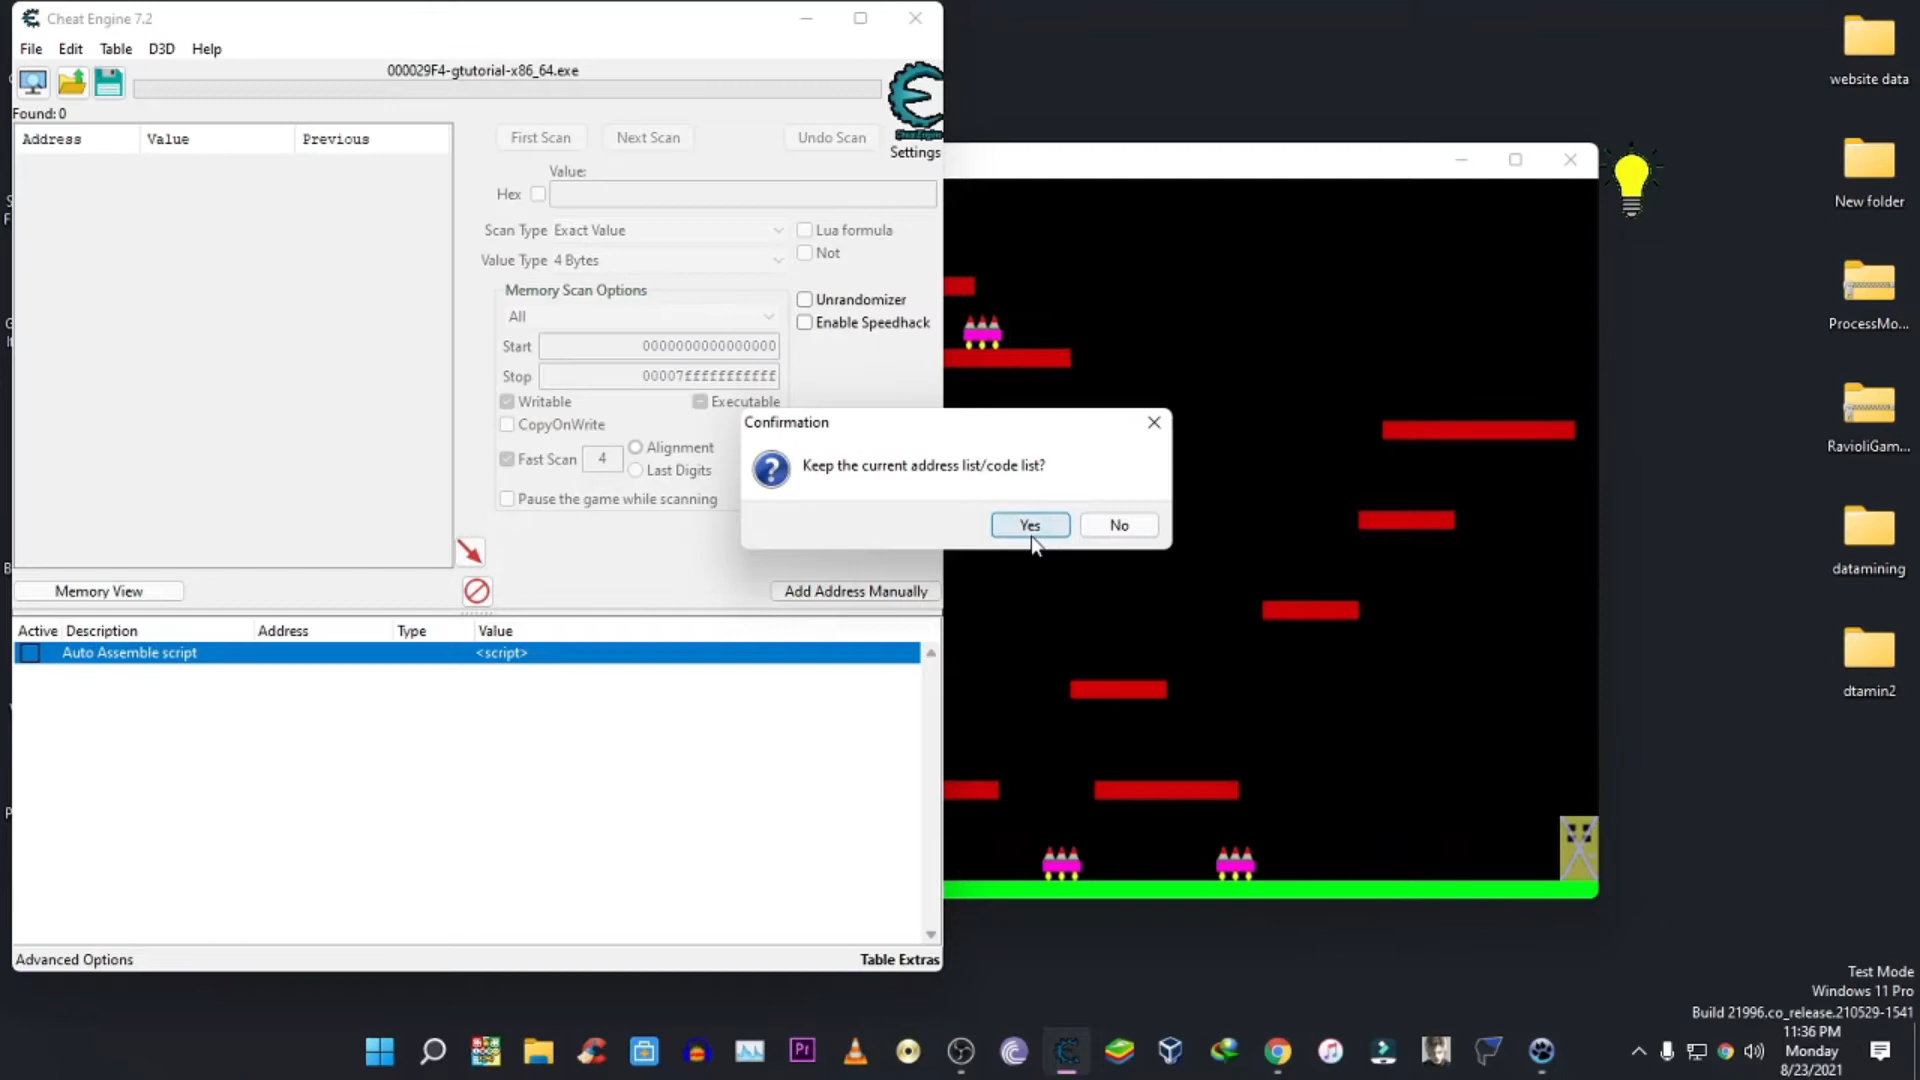 Cheat Engine 7.2
File Edit Table D3D Help
000029F4-gtutorial-x86_64.exe
Found: 0
Address Value Previous
First Scan Next Scan Undo Scan
Cheat Engine
Settings
Value:
Hex
Scan Type Exact Value
Lua formula
Value Type 4 Bytes
Not
Memory Scan Options
All
Unrandomizer
Enable Speedhack
Start 0000000000000000
Stop 00007fffffffffff
Writable Executable
CopyOnWrite
Fast Scan 4 Alignment
Last Digits
Pause the game while scanning
Confirmation
Keep the current address list/code list?
Yes No
Memory View
Add Address Manually
Active Description Address Type Value
Auto Assemble script <script>
Advanced Options
Table Extras
website data
New folder
ProcessMo...
RavioliGam...
datamining
dtamin2
Test Mode
Windows 11 Pro
Build 21996.co_release.210529-1541
Pr
11:36 PM
Monday
8/23/2021